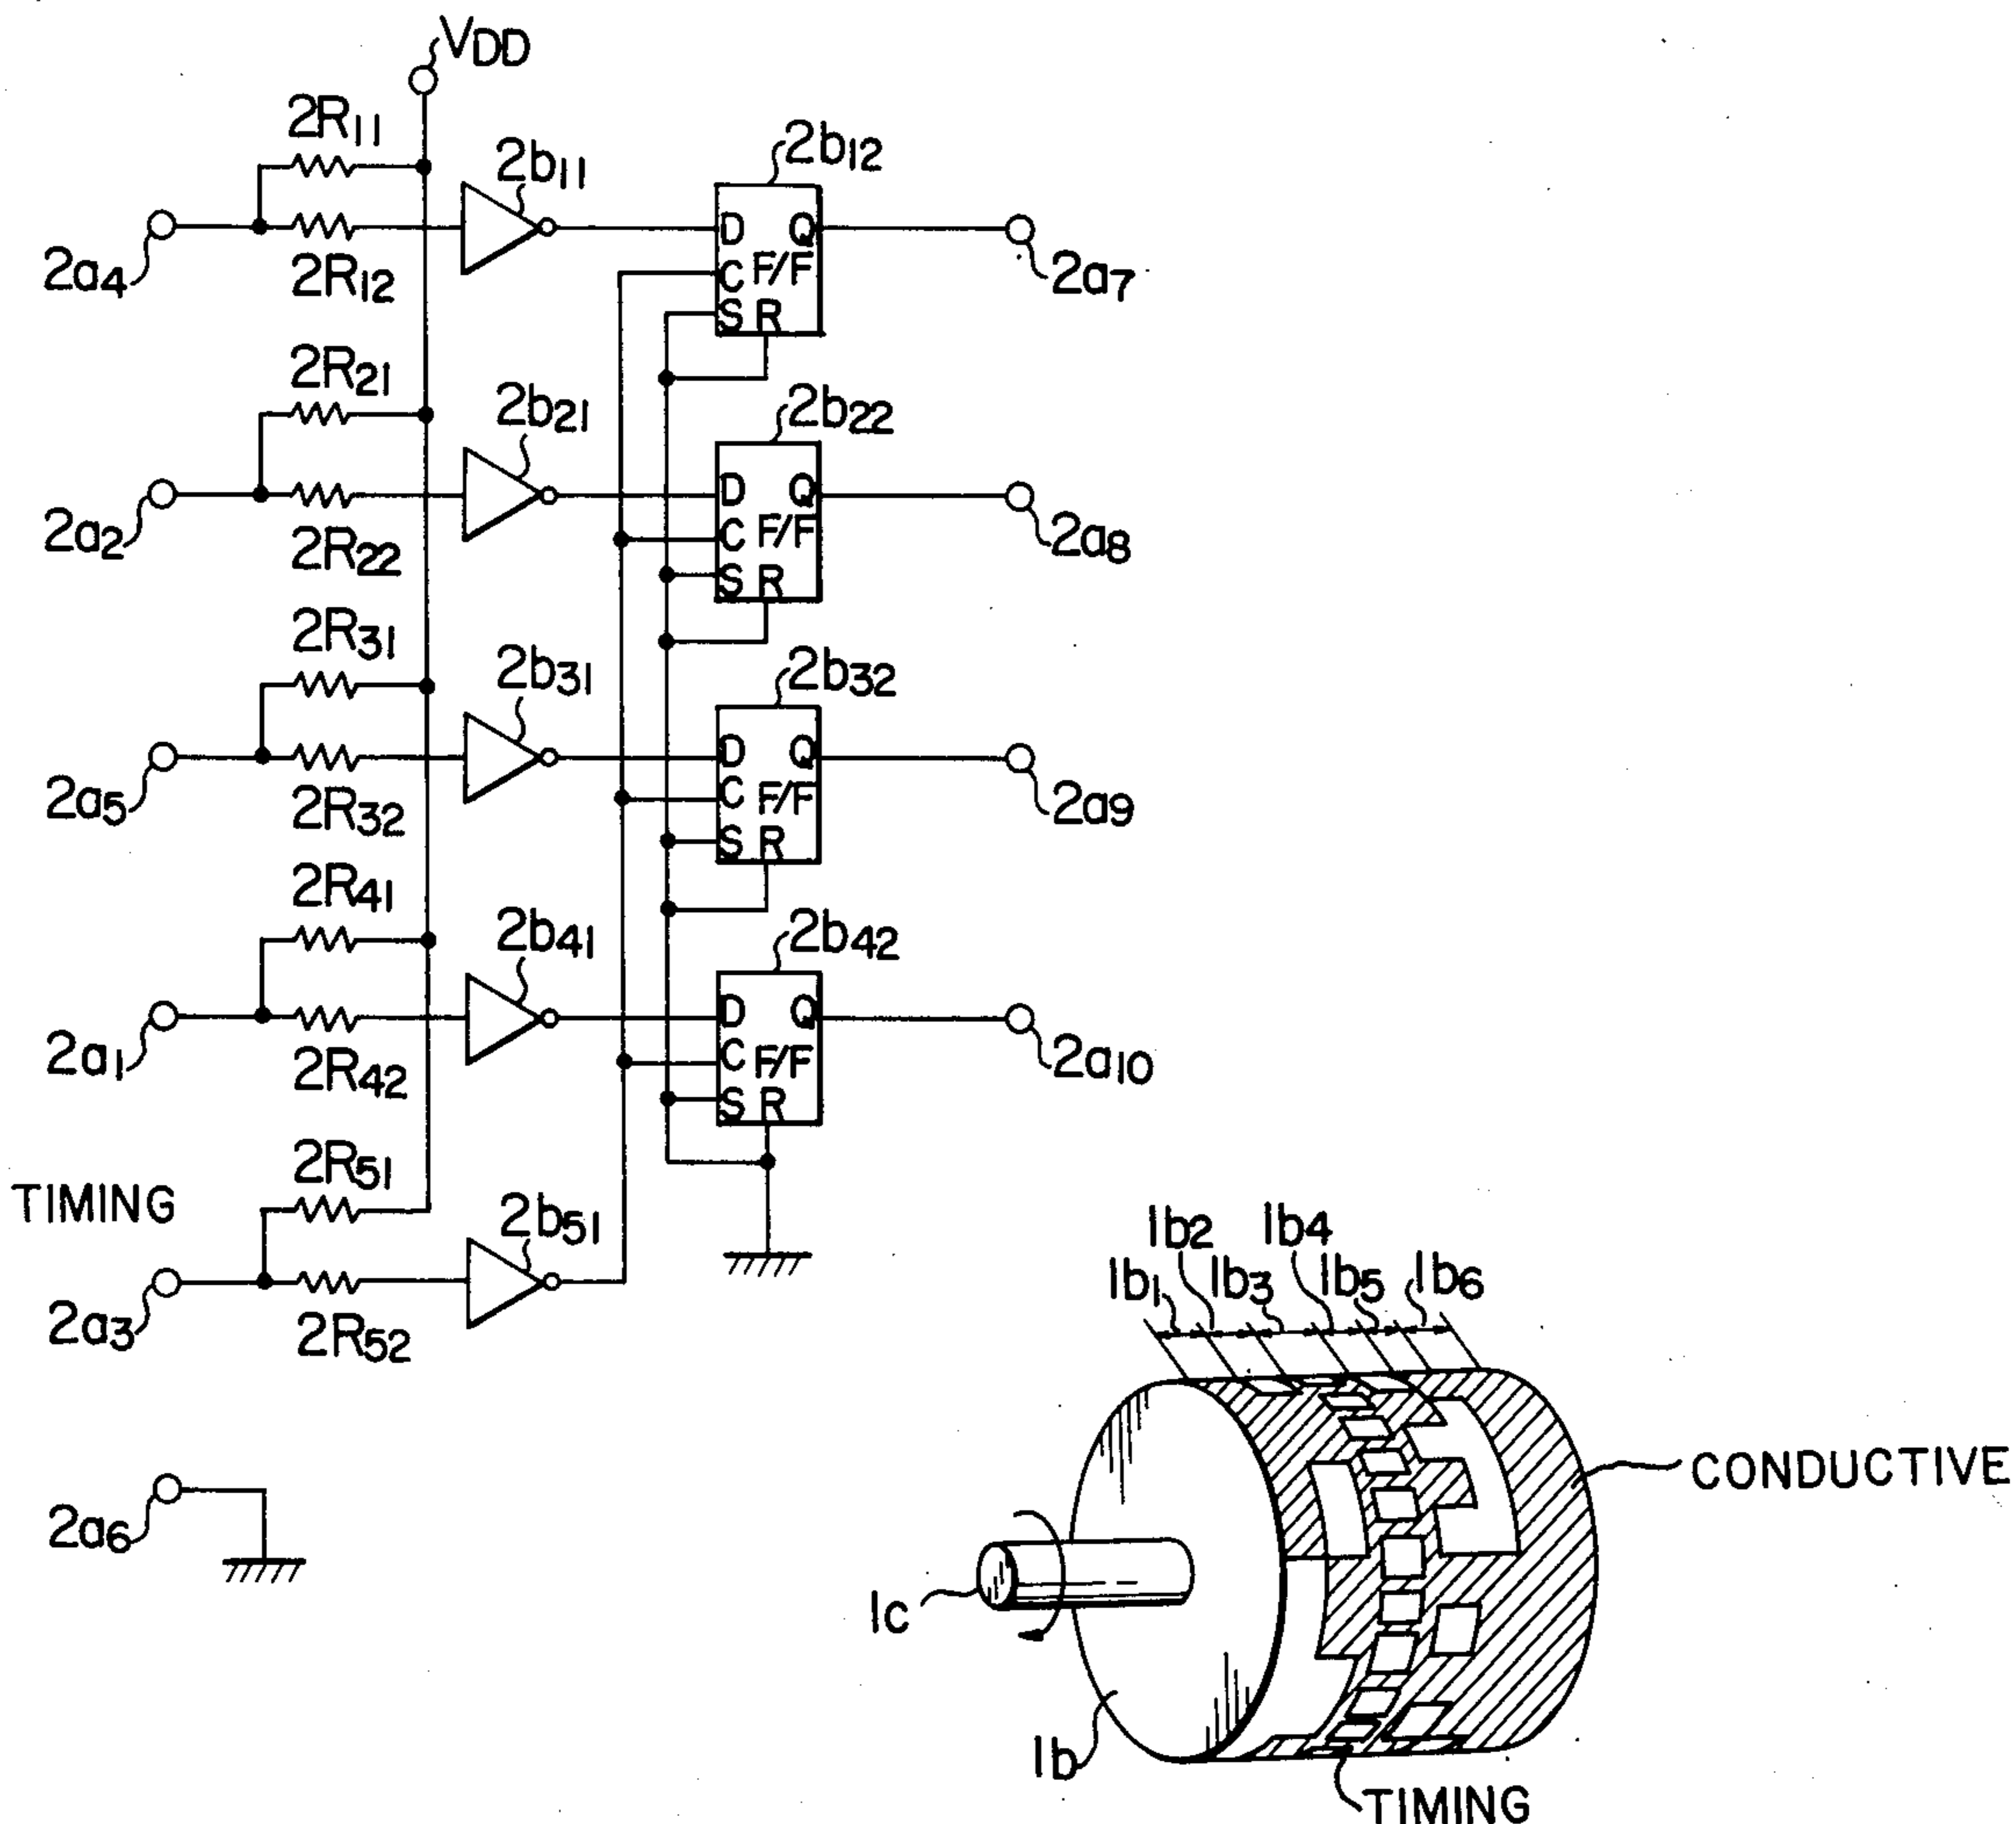 VDD
2R11
2b11
2b12
D Q
C F/F
S R
2a4
2R12
2a7
2R21
2b21
2b22
D Q
C F/F
S R
2a2
2R22
2a8
2R31
2b31
2b32
D Q
C F/F
S R
2a5
2R32
2a9
2R41
2b41
2b42
D Q
C F/F
S R
2a1
2R42
2a10
TIMING
2R51
2b51
2a3
2R52
2a6
1b1
1b2
1b3
1b4
1b5
1b6
CONDUCTIVE
1c
1b
TIMING